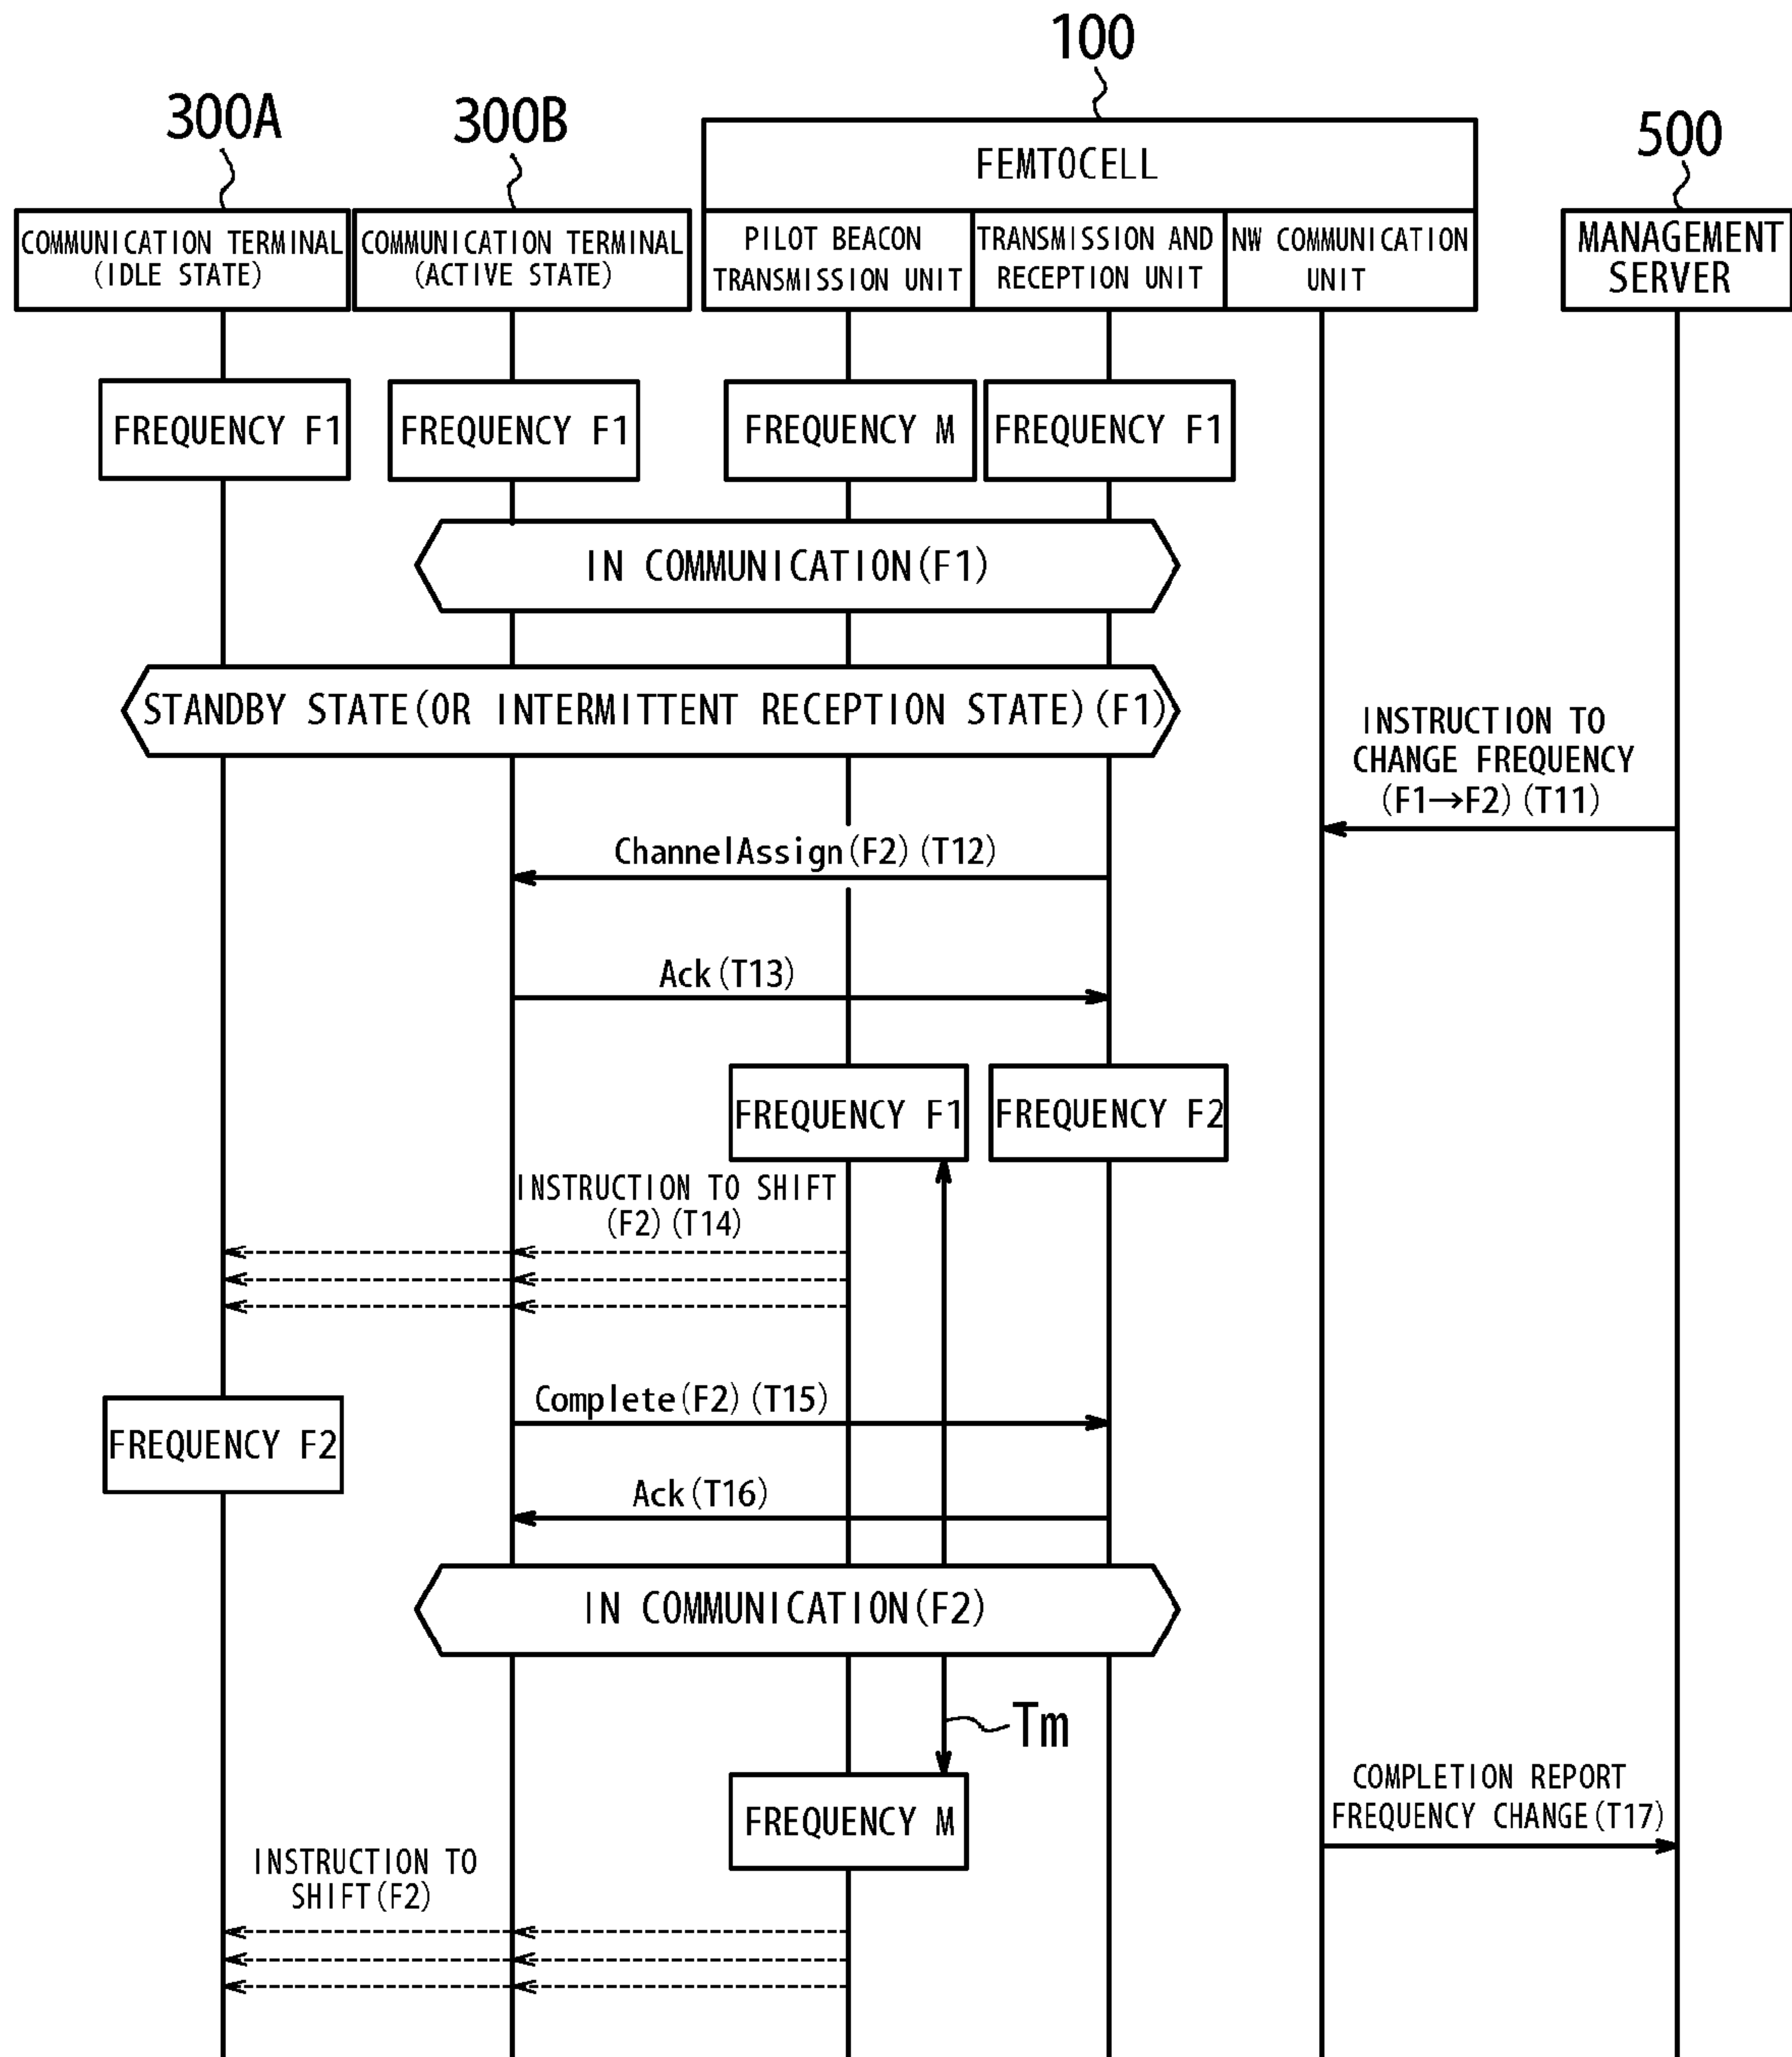 100
300A
300B
500
FEMTOCELL
COMMUNICATION TERMINAL
(IDLE STATE)
COMMUNICATION TERMINAL
(ACTIVE STATE)
PILOT BEACON
TRANSMISSION UNIT
TRANSMISSION AND
RECEPTION UNIT
NW COMMUNICATION
UNIT
MANAGEMENT
SERVER
FREQUENCY F1
FREQUENCY F1
FREQUENCY M
FREQUENCY F1
IN COMMUNICATION(F1)
STANDBY STATE(OR INTERMITTENT RECEPTION STATE)(F1)
INSTRUCTION TO
CHANGE FREQUENCY
(F1→F2)(T11)
ChannelAssign(F2)(T12)
Ack(T13)
FREQUENCY F1
FREQUENCY F2
INSTRUCTION TO SHIFT
(F2)(T14)
Complete(F2)(T15)
FREQUENCY F2
Ack(T16)
IN COMMUNICATION(F2)
Tm
FREQUENCY M
COMPLETION REPORT
FREQUENCY CHANGE(T17)
INSTRUCTION TO
SHIFT(F2)